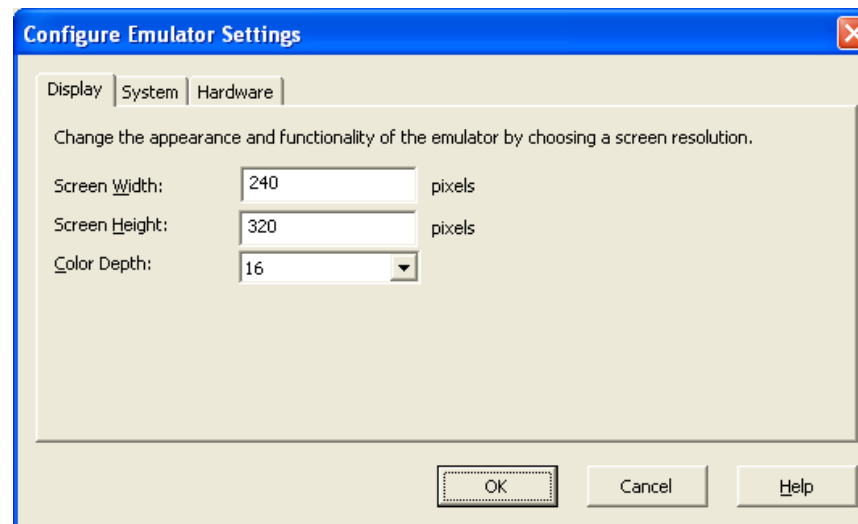 Configure Emulator Settings
Display System Hardware
Change the appearance and functionality of the emulator by choosing a screen resolution.
Screen Width: 240 pixels
Screen Height: 320 pixels
Color Depth: 16
OK Cancel Help